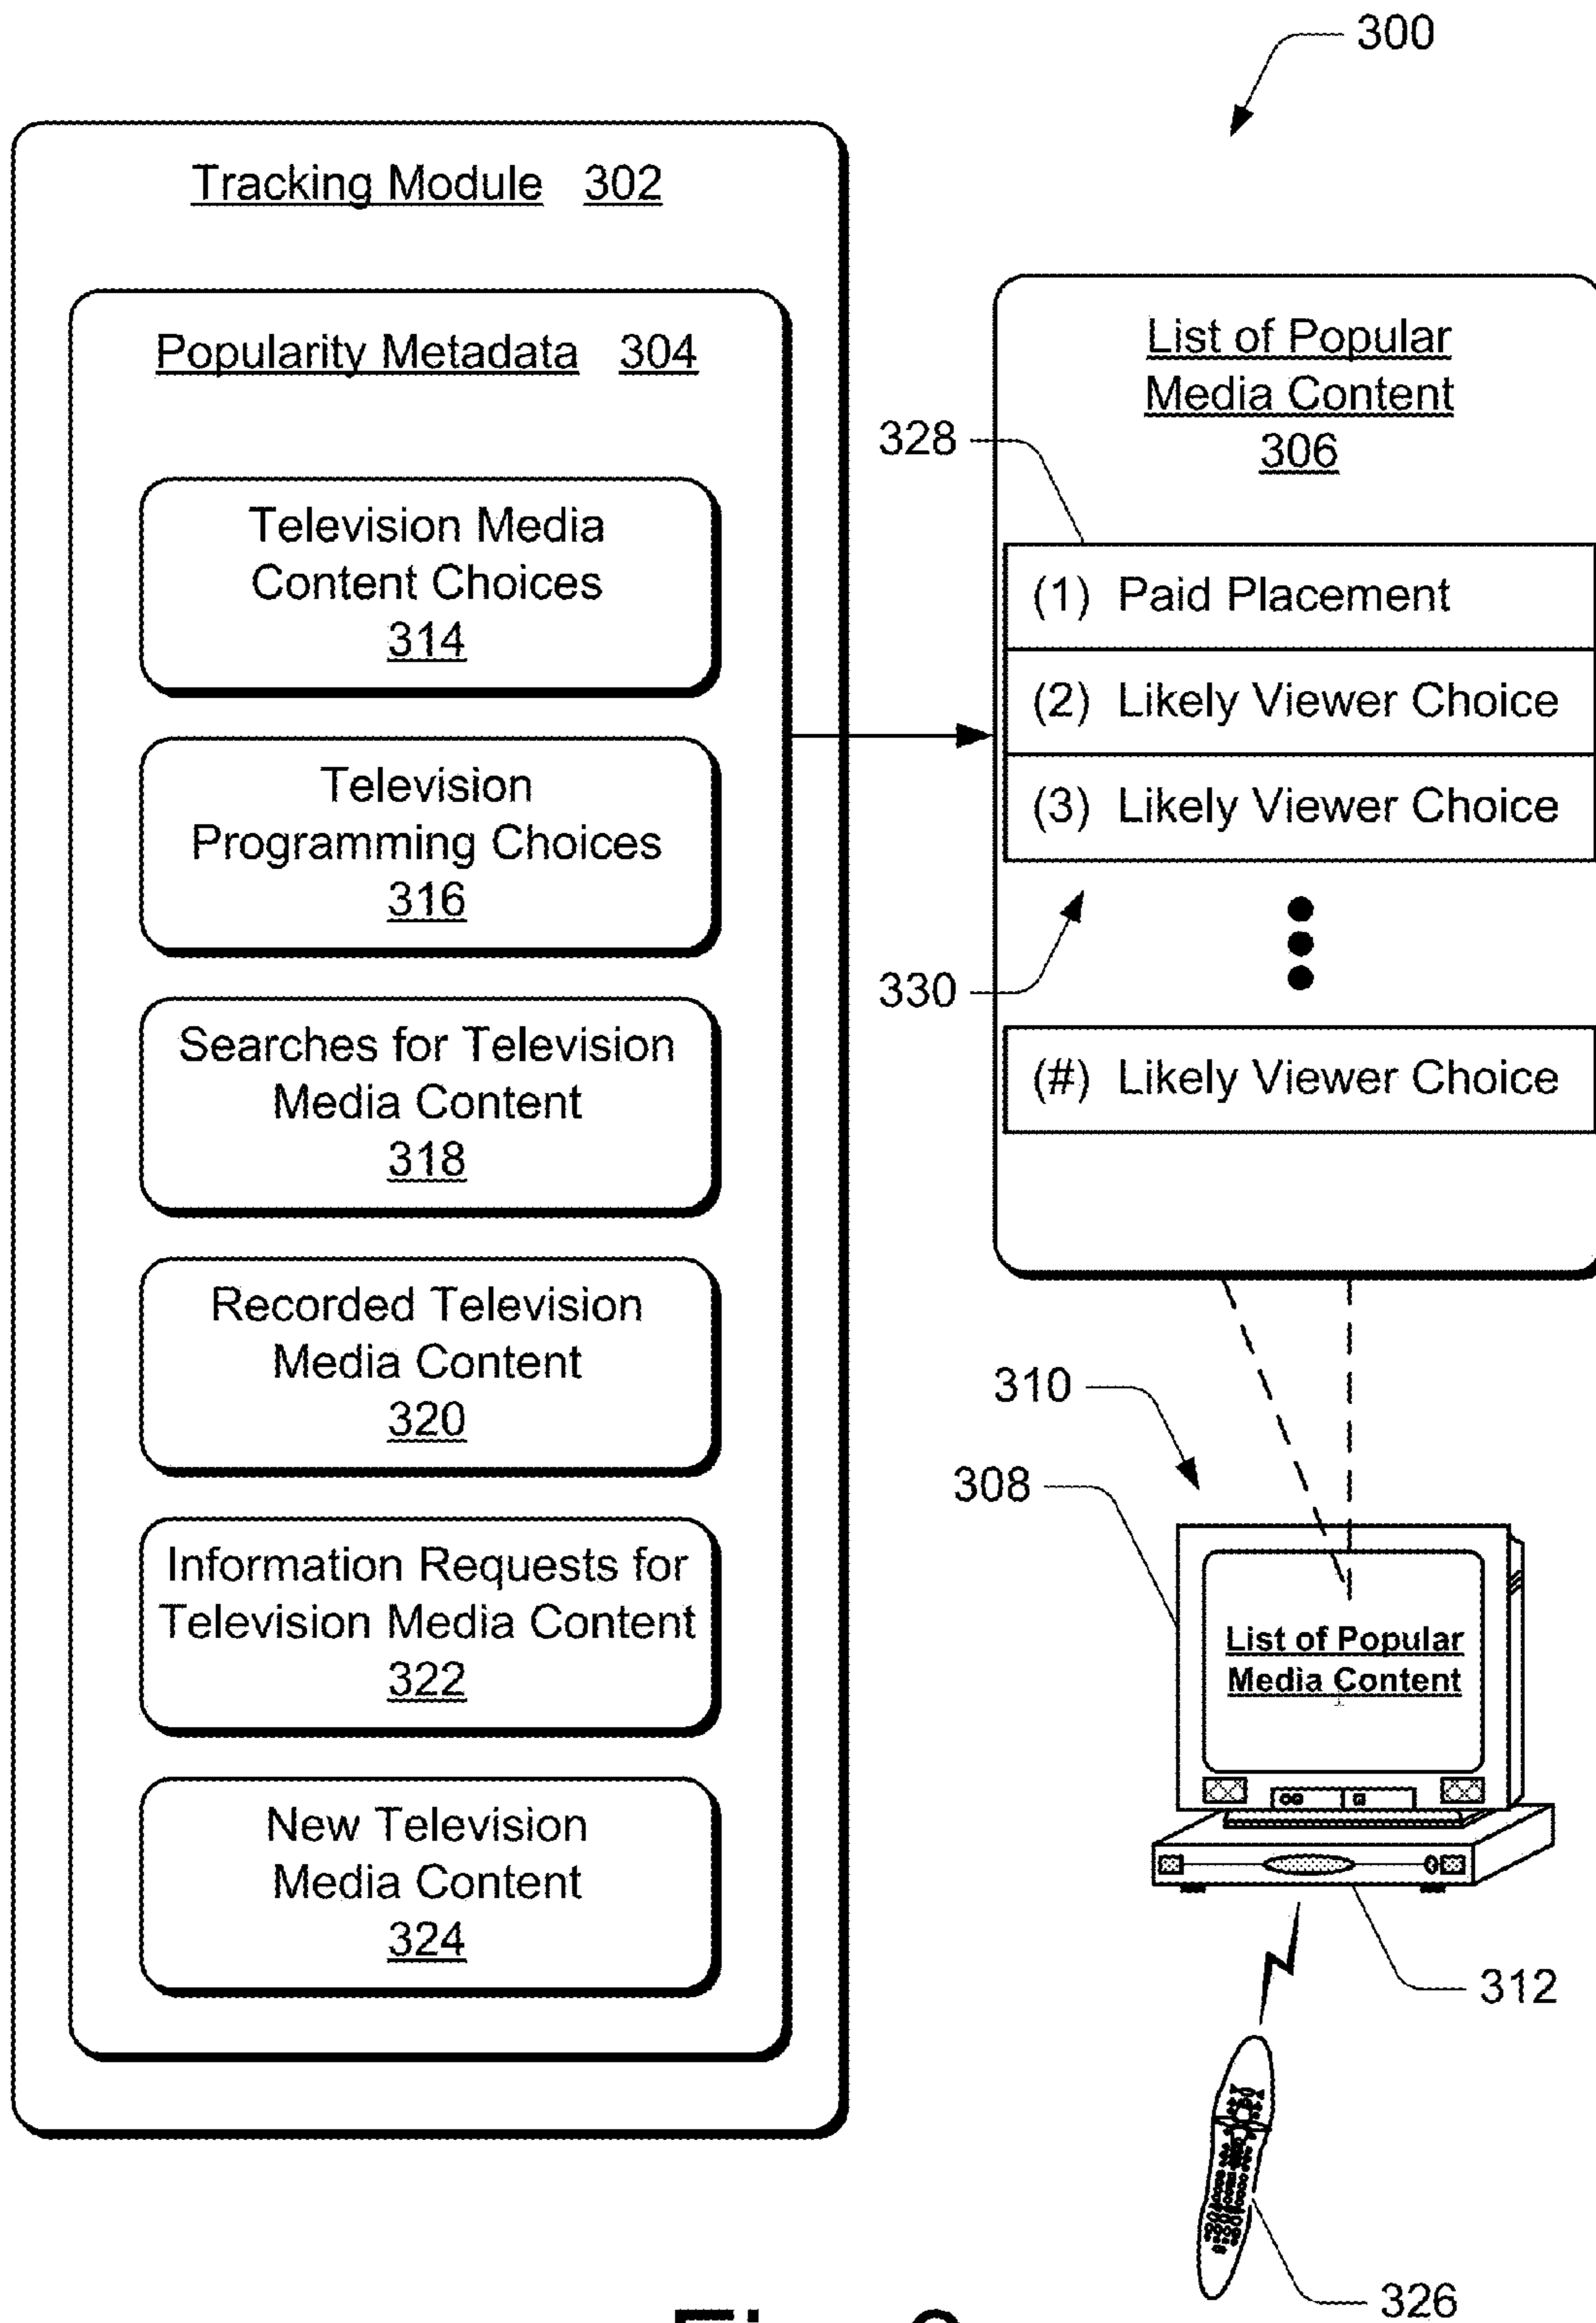 300
Tracking Module 302
Popularity Metadata 304
Television Media
Content Choices
314
Television
Programming Choices
316
Searches for Television
Media Content
318
Recorded Television
Media Content
320
Information Requests for
Television Media Content
322
New Television
Media Content
324
List of Popular
Media Content
306
328
(1) Paid Placement
(2) Likely Viewer Choice
(3) Likely Viewer Choice
330
(#) Likely Viewer Choice
310
308
List of Popular
Media Content
312
326